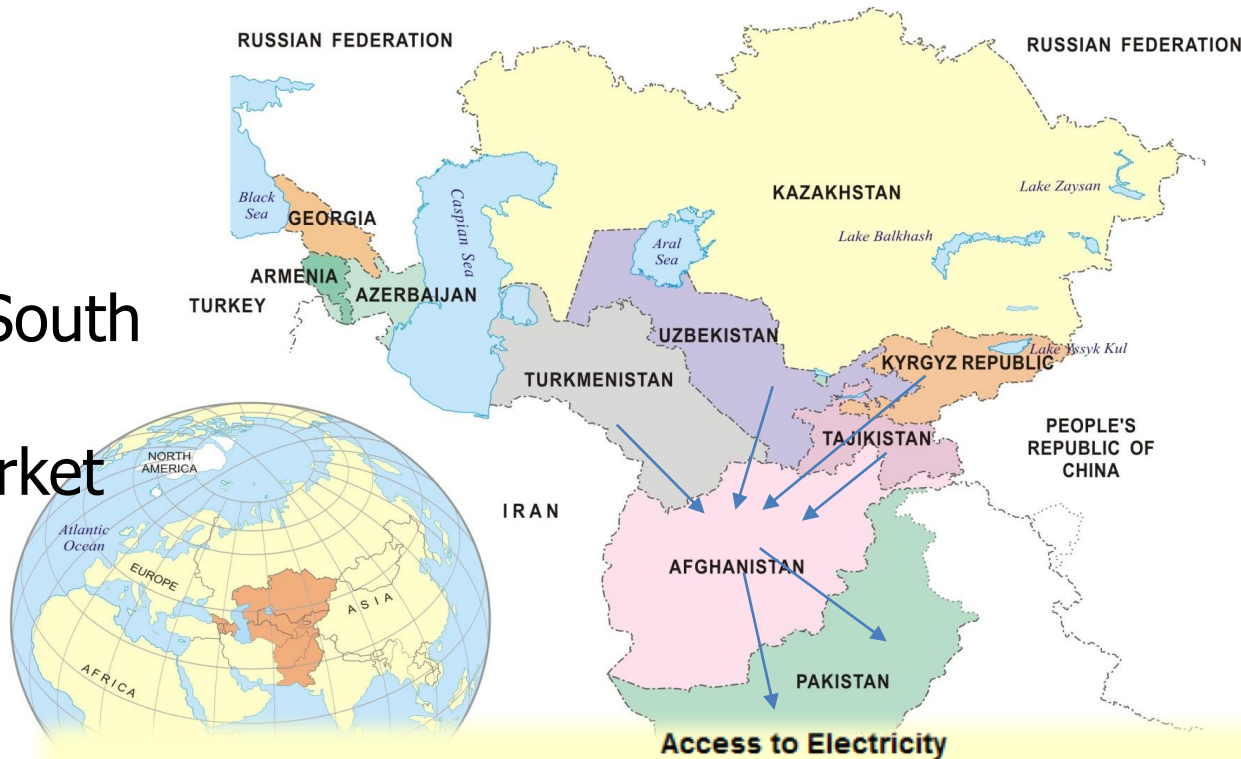 RUSSIAN FEDERATION
RUSSIAN FEDERATION
KAZAKHSTAN
Lake Zaysan
Black
Sea
GEORGIA
Caspian Sea
Lake Balkhash
Aral
Sea
ARMENIA
AZERBAIJAN
TURKEY
South
UZBEKISTAN
Lake Yssyk Kul
KYRGYZ REPUBLIC
TURKMENISTAN
TAJIKISTAN
PEOPLE'S
REPUBLIC OF
CHINA
rket
NORTH
AMERICA
IRAN
Atlantic
Ocean
AFGHANISTAN
EUROPE
ASIA
AFRICA
PAKISTAN
Access to Electricity